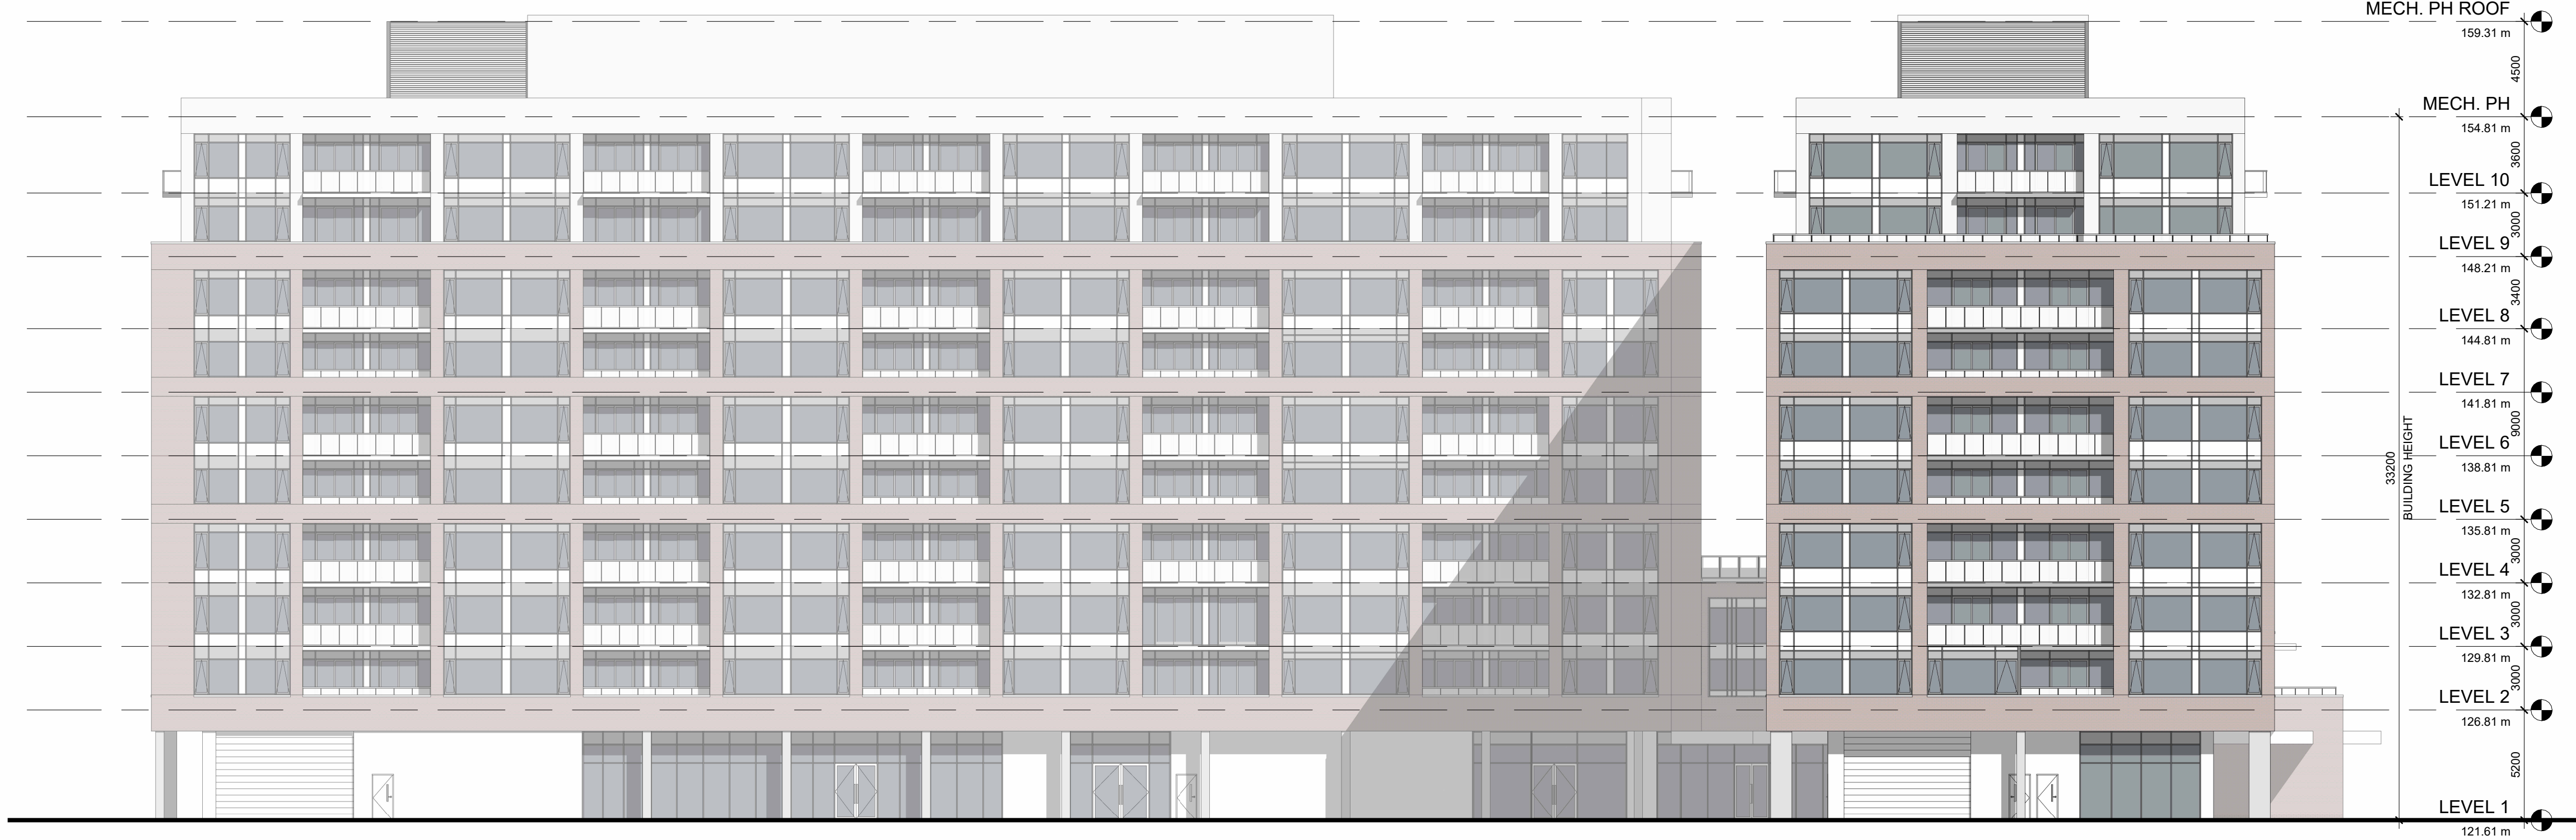 MECH. PH ROOF
159.31 m
4500
MECH. PH
154.81 m
3600
LEVEL 10
151.21 m
3000
LEVEL 9
148.21 m
3400
LEVEL 8
144.81 m
LEVEL 7
141.81 m
9000
LEVEL 6
138.81 m
33200
BUILDING HEIGHT
LEVEL 5
135.81 m
3000
LEVEL 4
132.81 m
3000
LEVEL 3
129.81 m
3000
LEVEL 2
126.81 m
5200
LEVEL 1
121.61 m